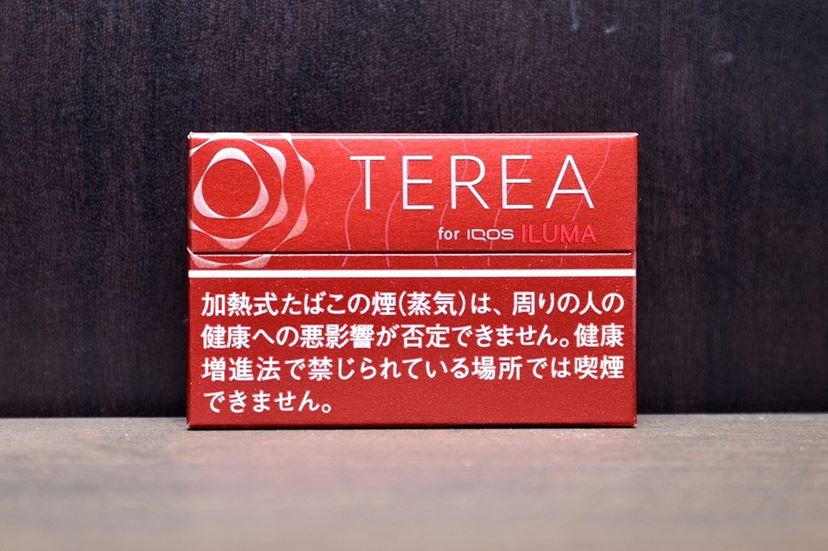 TEREA
for IQOS ILUMA
加熱式たばこの煙(蒸気)は、周りの人の
健康への悪影響が否定できません。健康
増進法で禁じられている場所では喫煙
できません。